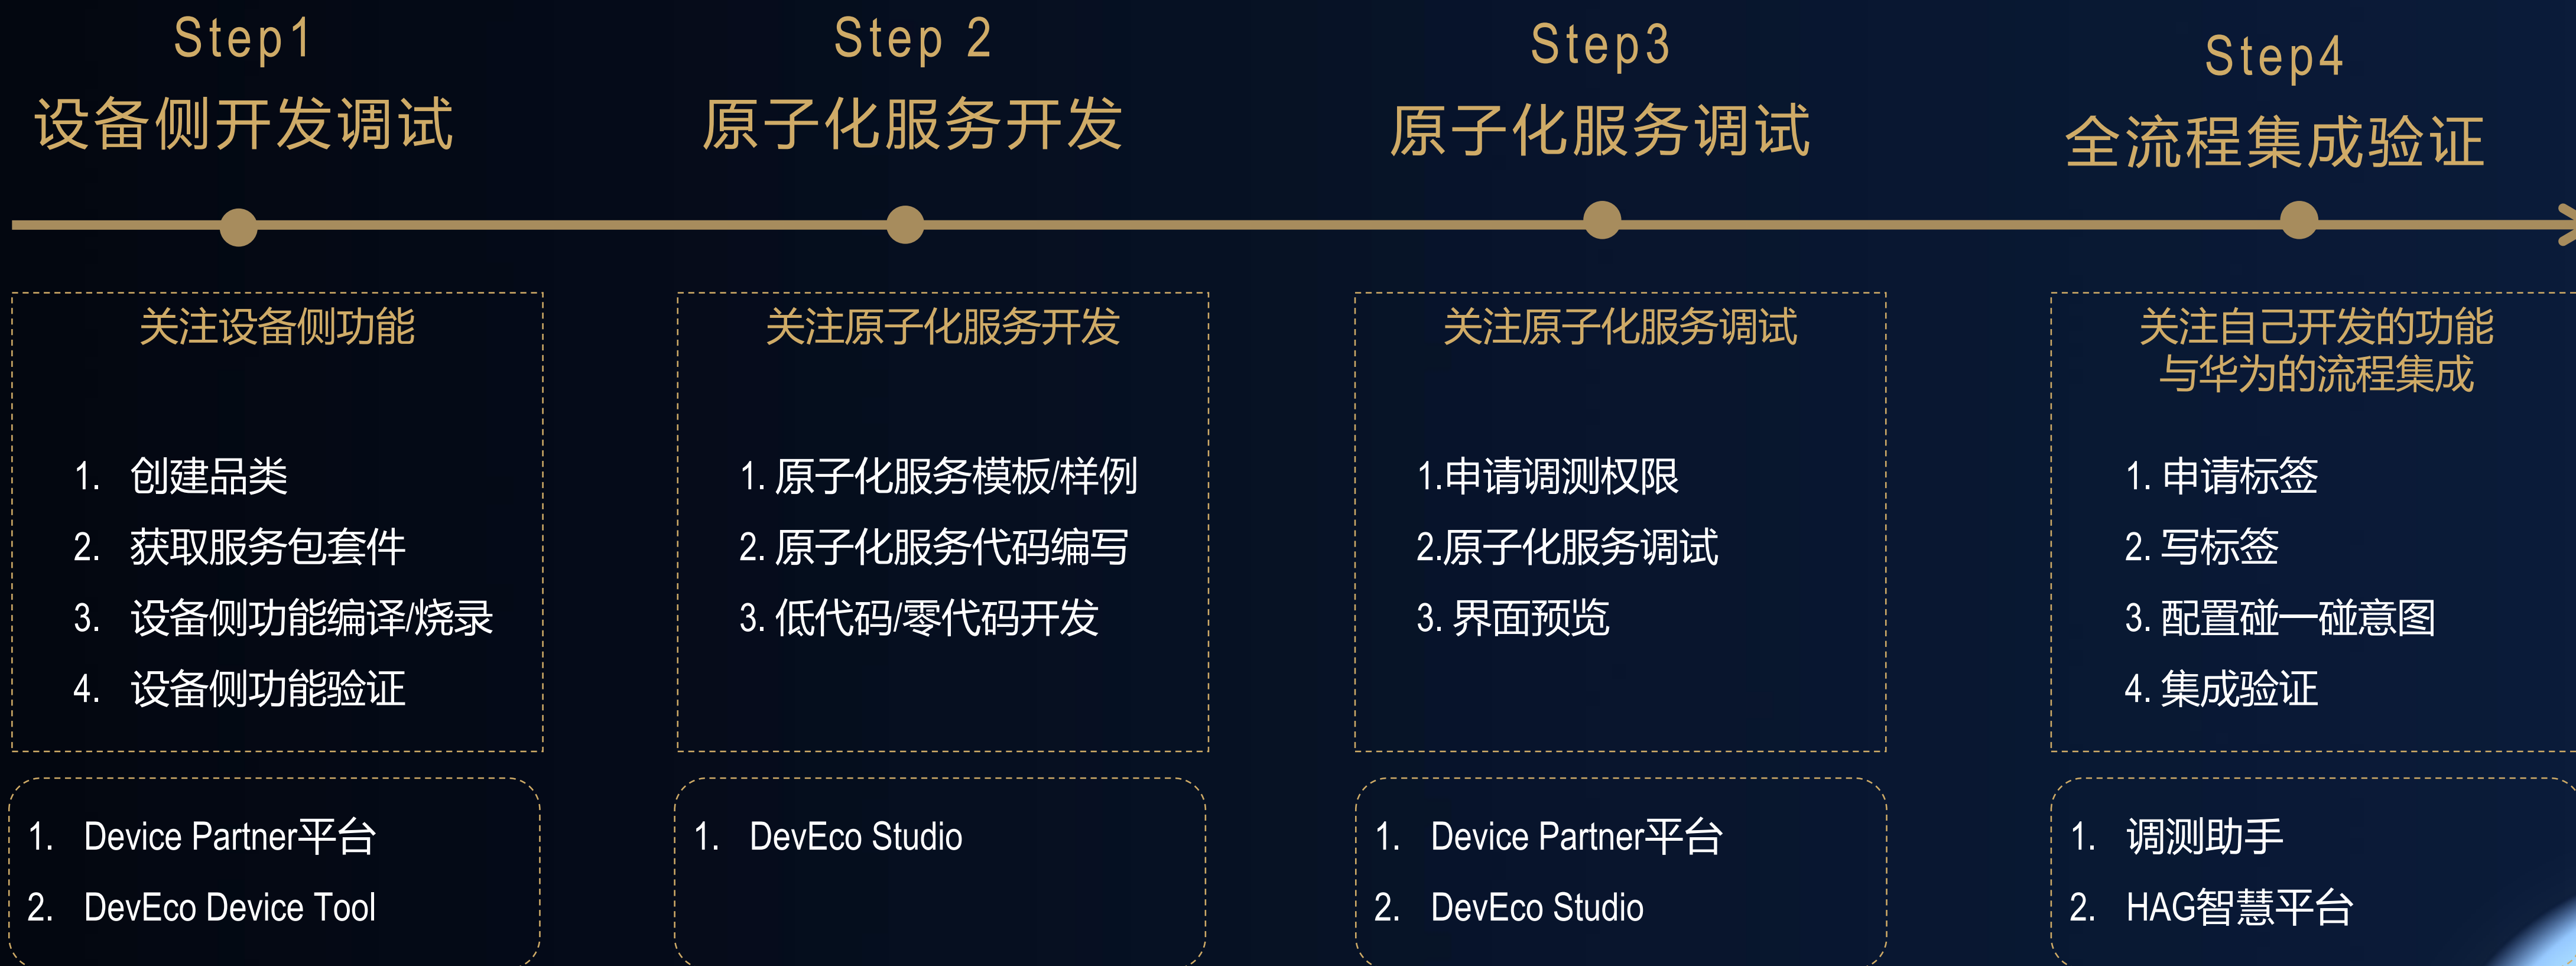 Step1
设备侧开发调试
Step 2
原子化服务开发
Step3
原子化服务调试
Step4
全流程集成验证
关注设备侧功能
1. 创建品类
2. 获取服务包套件
3. 设备侧功能编译/烧录
4. 设备侧功能验证
关注原子化服务开发
1. 原子化服务模板/样例
2. 原子化服务代码编写
3. 低代码/零代码开发
关注原子化服务调试
1.申请调测权限
2.原子化服务调试
3. 界面预览
关注自己开发的功能
与华为的流程集成
1. 申请标签
2. 写标签
3. 配置碰一碰意图
4. 集成验证
1. Device Partner平台
2. DevEco Device Tool
1. DevEco Studio
1. Device Partner平台
2. DevEco Studio
1. 调测助手
2. HAG智慧平台